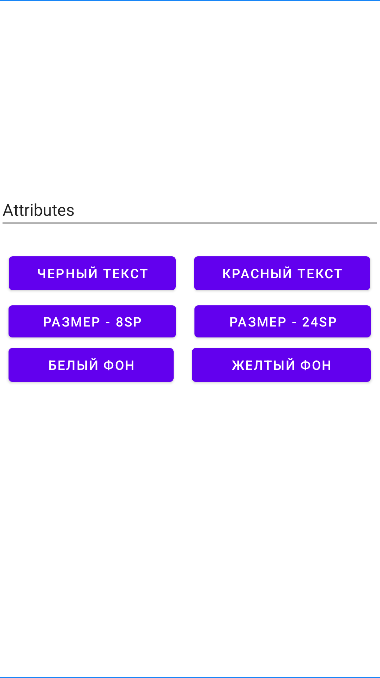 Attributes
ЧЕРНЫЙ ТЕКСТ
КРАСНЫЙ ТЕКСТ
РАЗМЕР - 8SP
РАЗМЕР - 24SP
БЕЛЫЙ ФОН
ЖЕЛТЫЙ ФОН